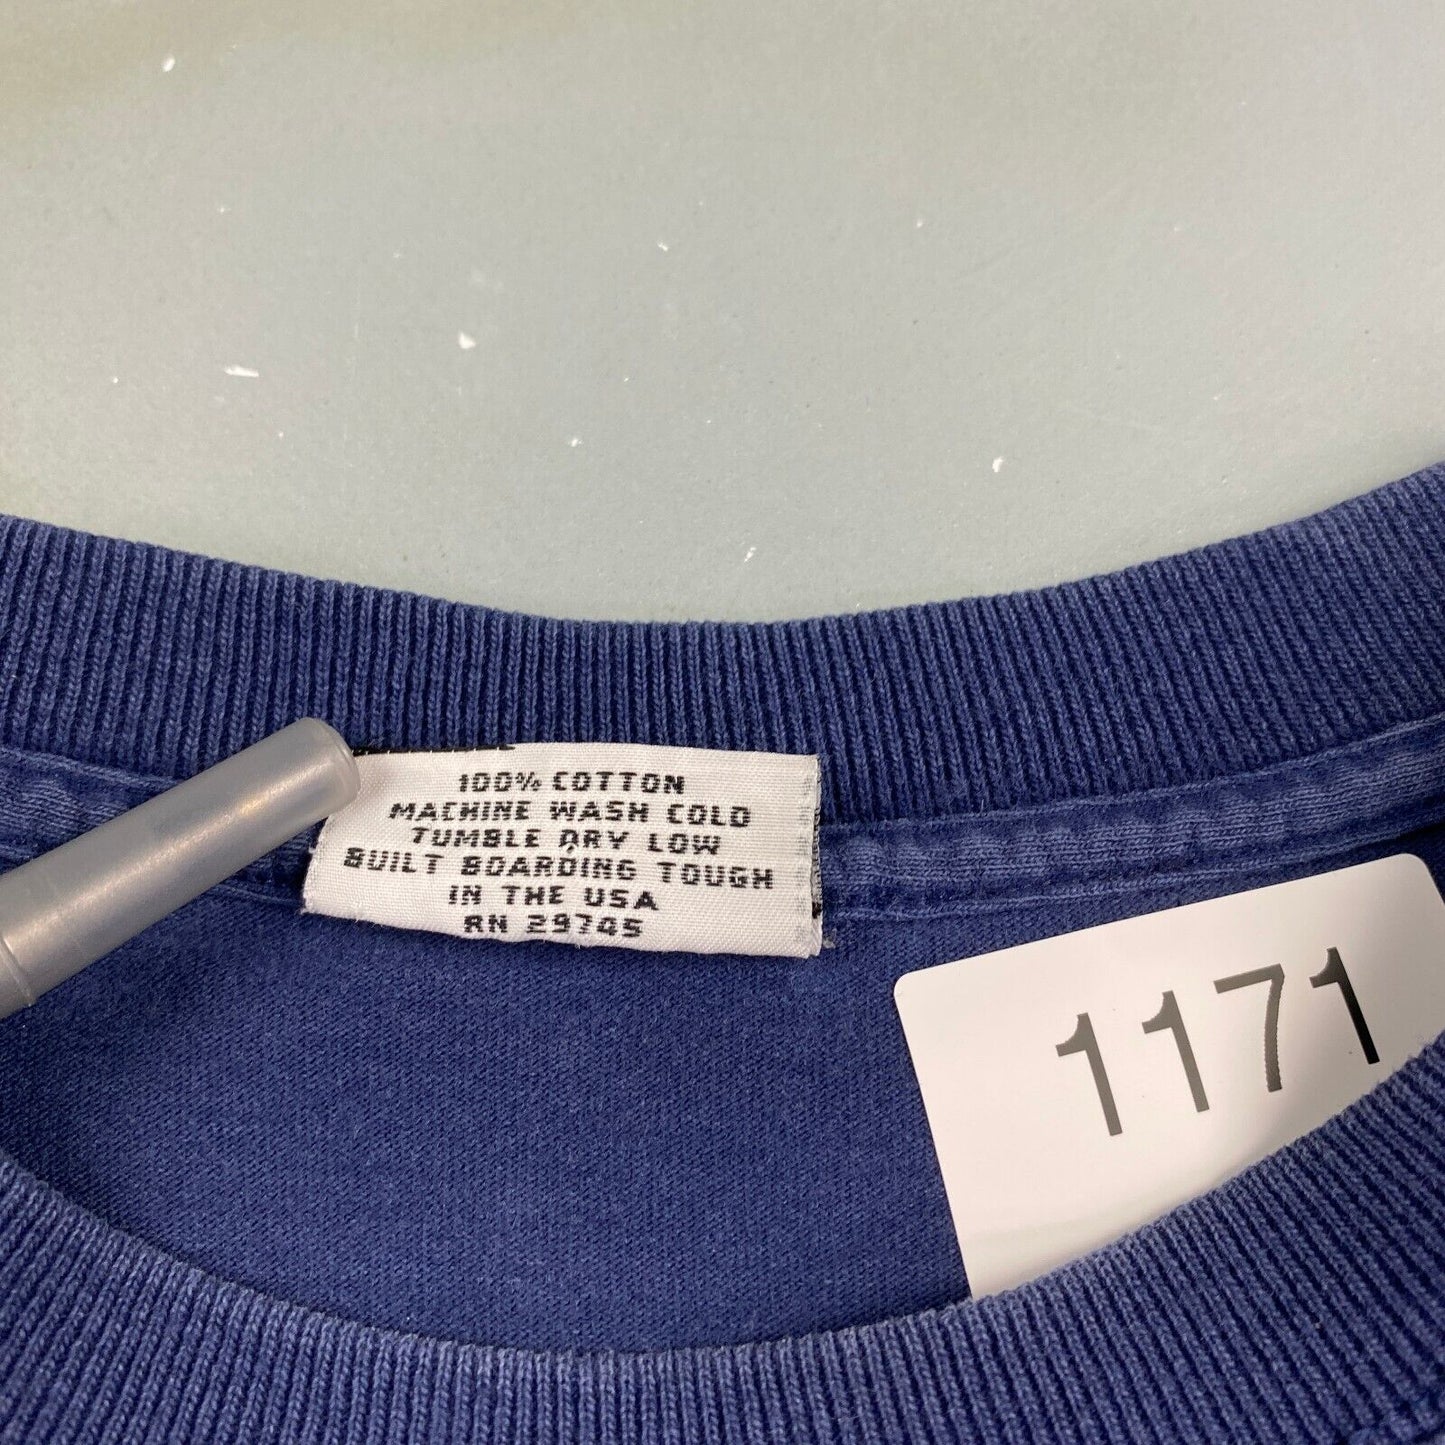 100% COTTON
MACHINE WASH COLD
TUMBLE DRY LOW
BUILT BOARDING TOUGH
IN THE USA
RN 29745
1171